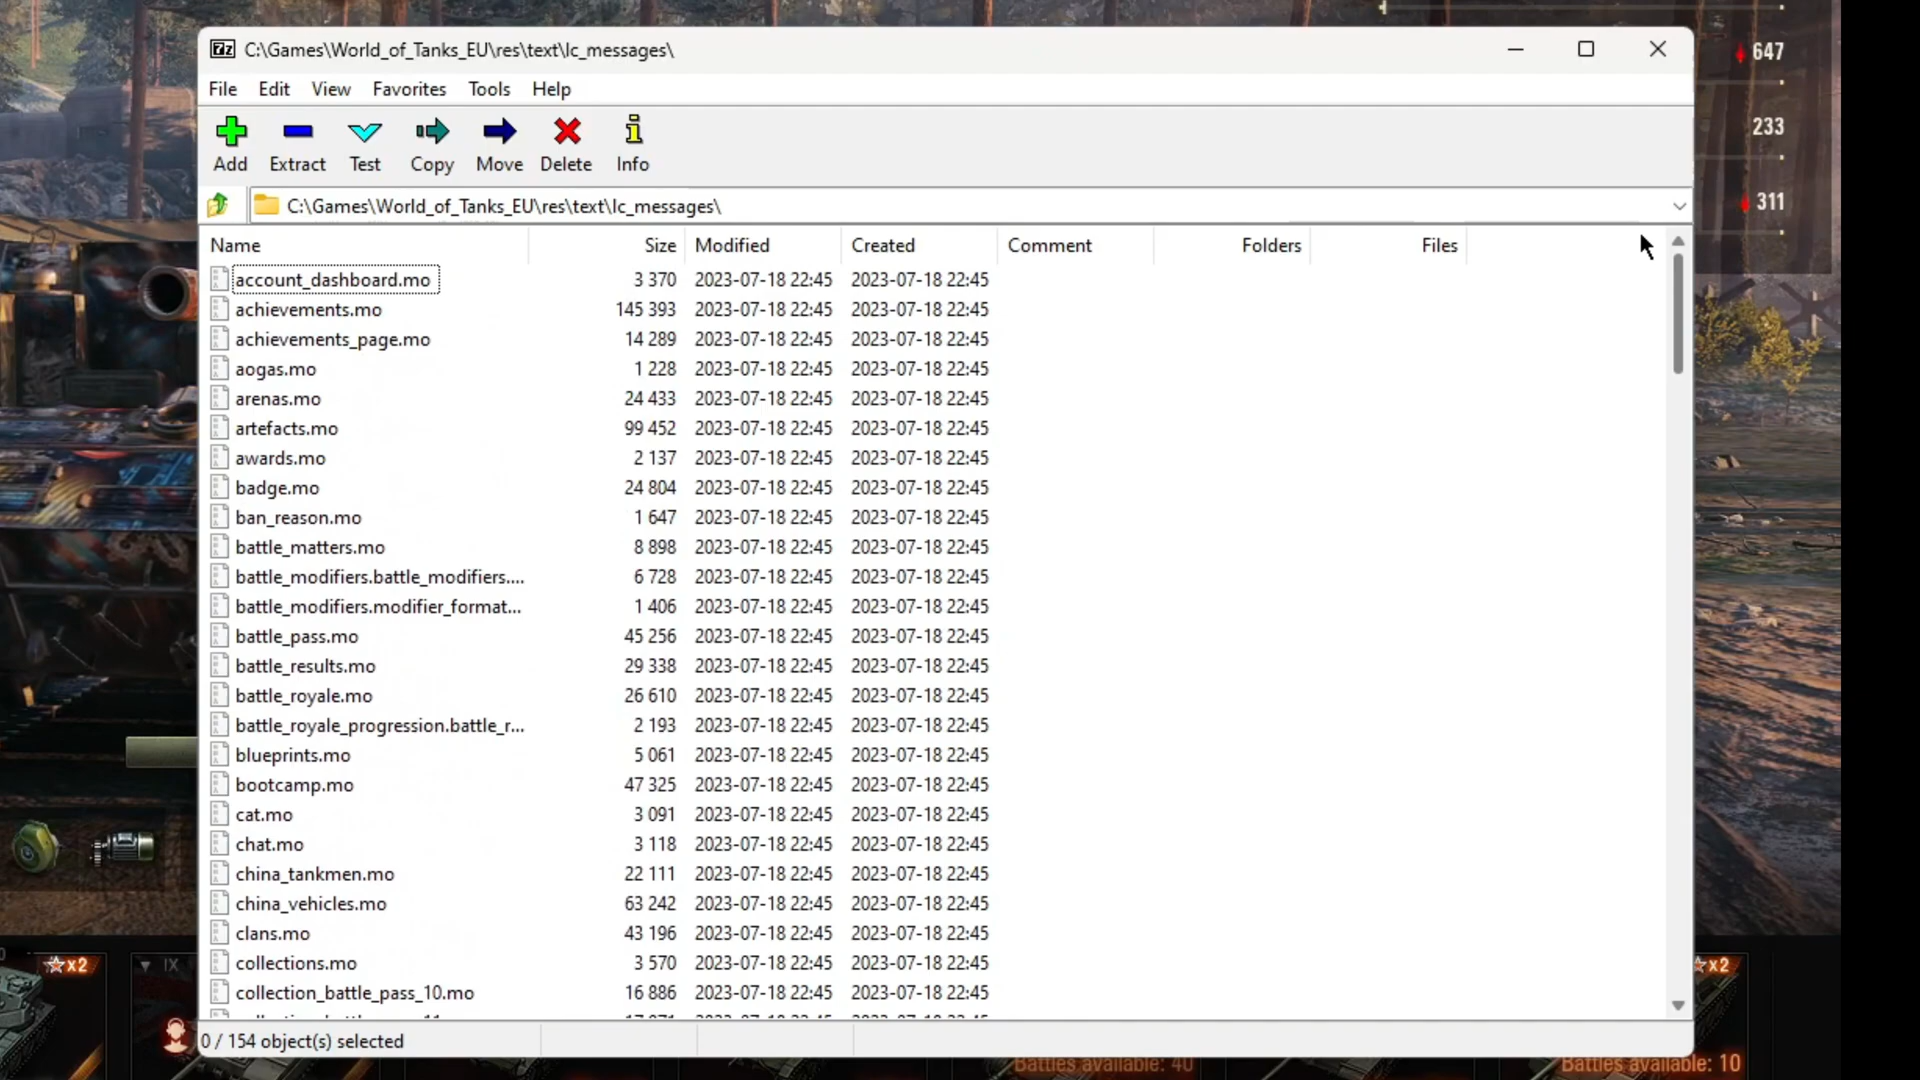 647
7z C:\Games\World_of_Tanks_EU\res\text\lc_messages\
File Edit View Favorites Tools Help
233
Add Extract Test Copy Move Delete Info
C:\Games\World_of_Tanks_EU\res\text\lc_messages\
311
Name Size Modified Created Comment Folders Files
account_dashboard.mo 3 370 2023-07-18 22:45 2023-07-18 22:45
achievements.mo 145 393 2023-07-18 22:45 2023-07-18 22:45
achievements_page.mo 14 289 2023-07-18 22:45 2023-07-18 22:45
aogas.mo 1 228 2023-07-18 22:45 2023-07-18 22:45
arenas.mo 24 433 2023-07-18 22:45 2023-07-18 22:45
artefacts.mo 99 452 2023-07-18 22:45 2023-07-18 22:45
awards.mo 2 137 2023-07-18 22:45 2023-07-18 22:45
badge.mo 24 804 2023-07-18 22:45 2023-07-18 22:45
ban_reason.mo 1 647 2023-07-18 22:45 2023-07-18 22:45
battle_matters.mo 8 898 2023-07-18 22:45 2023-07-18 22:45
battle_modifiers.battle_modifiers.... 6 728 2023-07-18 22:45 2023-07-18 22:45
battle_modifiers.modifier_format... 1 406 2023-07-18 22:45 2023-07-18 22:45
battle_pass.mo 45 256 2023-07-18 22:45 2023-07-18 22:45
battle_results.mo 29 338 2023-07-18 22:45 2023-07-18 22:45
battle_royale.mo 26 610 2023-07-18 22:45 2023-07-18 22:45
battle_royale_progression.battle_r... 2 193 2023-07-18 22:45 2023-07-18 22:45
blueprints.mo 5 061 2023-07-18 22:45 2023-07-18 22:45
bootcamp.mo 47 325 2023-07-18 22:45 2023-07-18 22:45
cat.mo 3 091 2023-07-18 22:45 2023-07-18 22:45
chat.mo 3 118 2023-07-18 22:45 2023-07-18 22:45
china_tankmen.mo 22 111 2023-07-18 22:45 2023-07-18 22:45
china_vehicles.mo 63 242 2023-07-18 22:45 2023-07-18 22:45
clans.mo 43 196 2023-07-18 22:45 2023-07-18 22:45
collections.mo 3 570 2023-07-18 22:45 2023-07-18 22:45
x2 IX x2
collection_battle_pass_10.mo 16 886 2023-07-18 22:45 2023-07-18 22:45
0 / 154 object(s) selected
Battles available: 40 Battles available: 10